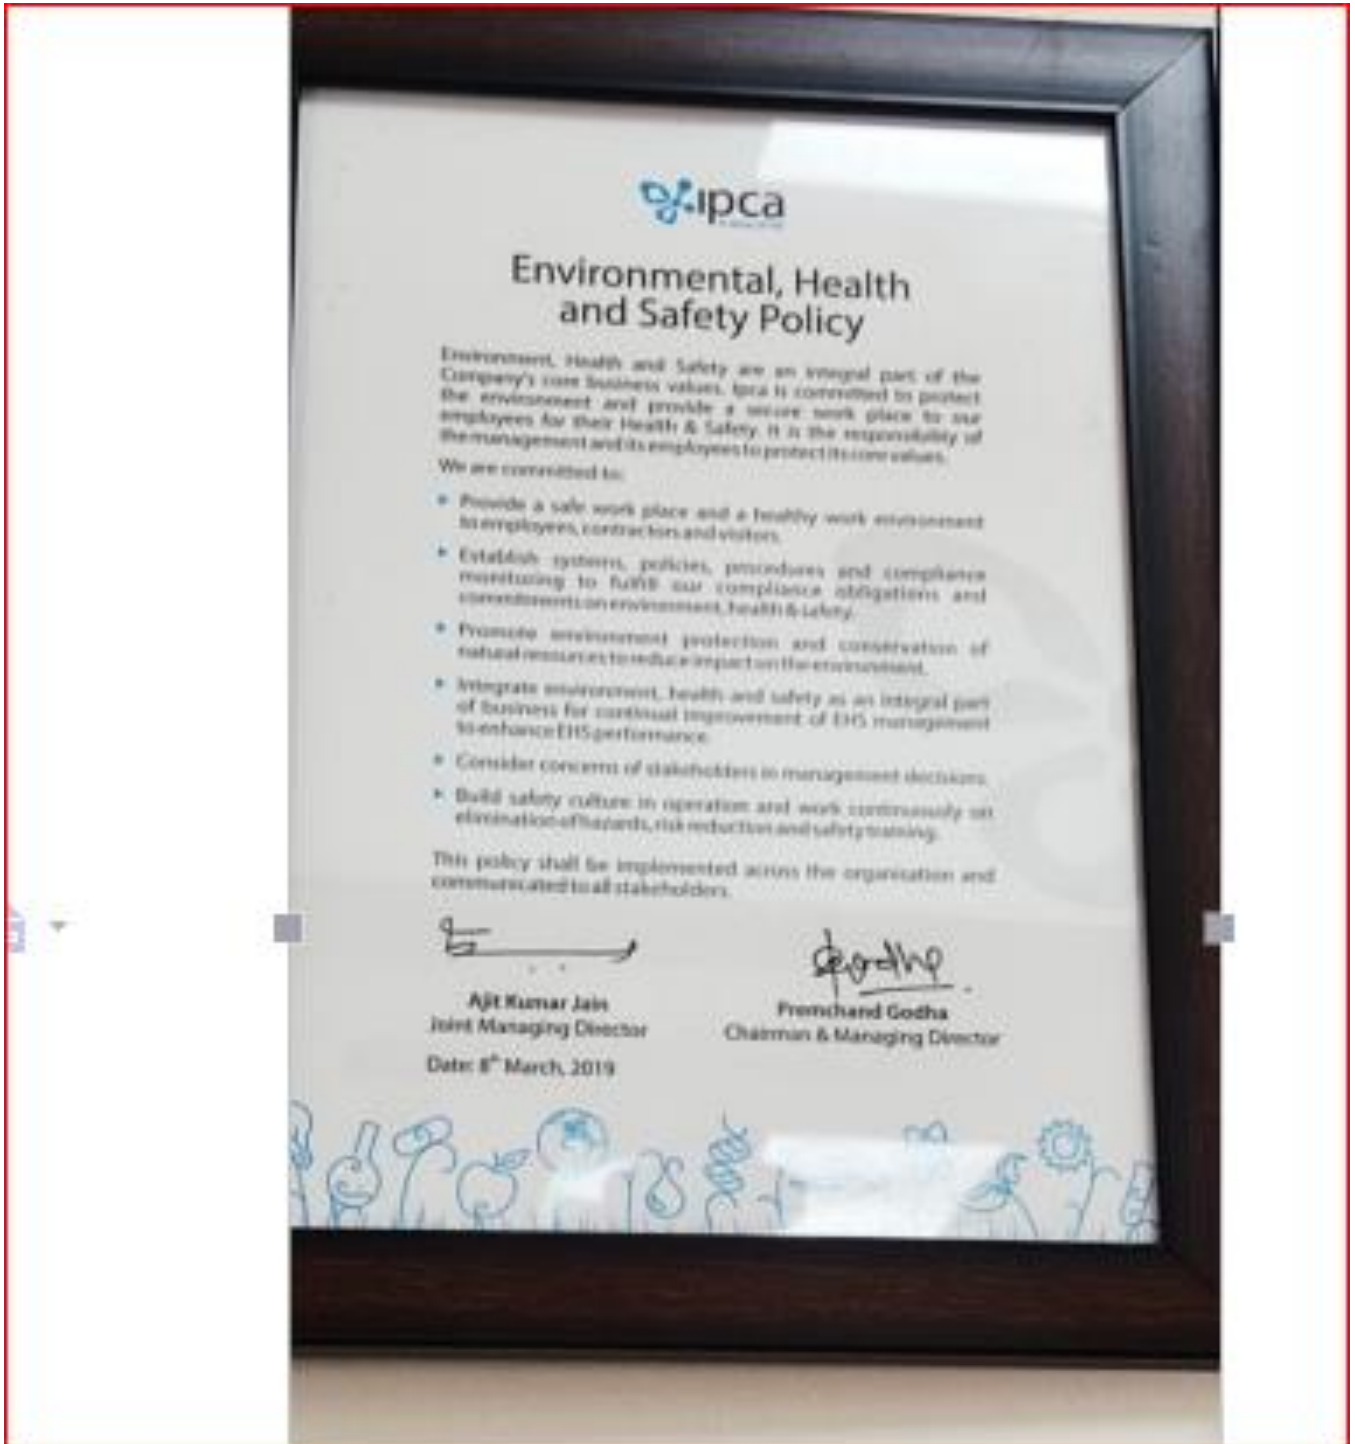 ipca
Environmental, Health
and Safety Policy
Environment, Health and Safety are an integral part of the
Company's core business values. Ipca is committed to protect
the environment and provide a secure work place to our
employees for their Health & Safety. It is the responsibility of
the management and its employees to protect its core values.
We are committed to:
Provide a safe work place and a healthy work environment
to employees, contractors and visitors.
Establish systems, policies, procedures and compliance
monitoring to fulfill our compliance obligations and
commitments on environment, health & safety.
Promote environment protection and conservation of
natural resources to reduce impact on the environment.
Integrate environment, health and safety as an integral part
of business for continual improvement of EHS management
to enhance EHS performance.
Consider concerns of stakeholders in management decisions.
Build safety culture in operation and work continuously on
elimination of hazards, risk reduction and safety training.
This policy shall be implemented across the organisation and
communicated to all stakeholders.
Godha
Ajit Kumar Jain
Joint Managing Director
Premchand Godha
Chairman & Managing Director
Date: 8th March, 2019